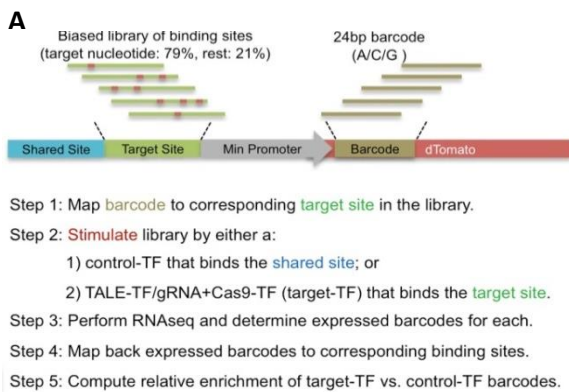 A
Biased library of binding sites
(target nucleotide: 79%, rest: 21%)
24bp barcode
(A/C/G )
Shared Site
Target Site
Min Promoter
Barcode
dTomato
Step 1: Map barcode to corresponding target site in the library.
Step 2: Stimulate library by either a:
1) control-TF that binds the shared site; or
2) TALE-TF/gRNA+Cas9-TF (target-TF) that binds the target site.
Step 3: Perform RNAseq and determine expressed barcodes for each.
Step 4: Map back expressed barcodes to corresponding binding sites.
Step 5: Compute relative enrichment of target-TF vs. control-TF barcodes.